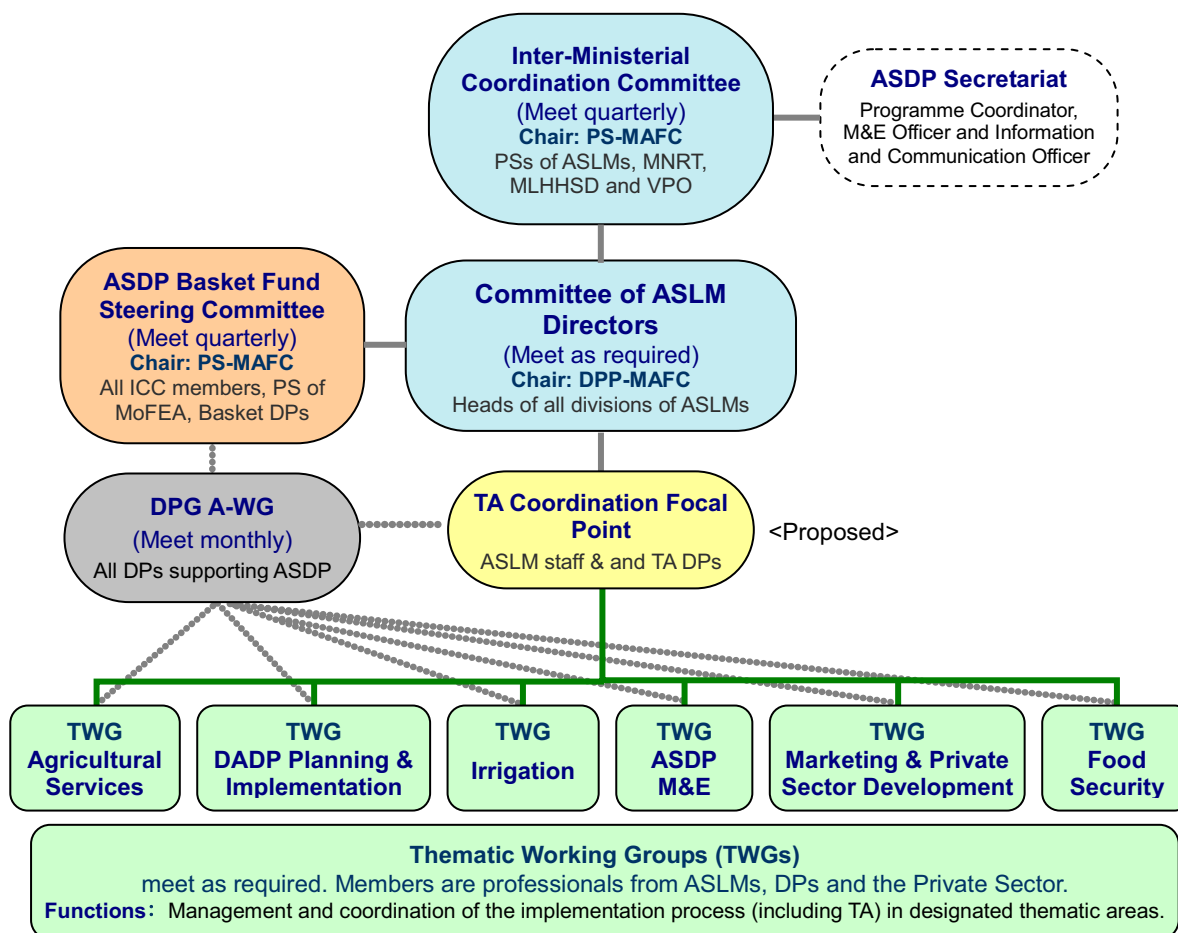 Inter-Ministerial
Coordination Committee
(Meet quarterly)
Chair: PS-MAFC
PSs of ASLMs, MNRT,
MLHHSD and VPO
ASDP Secretariat
Programme Coordinator,
M&E Officer and Information
and Communication Officer
ASDP Basket Fund
Steering Committee
(Meet quarterly)
Chair: PS-MAFC
All ICC members, PS of
MoFEA, Basket DPs
Committee of ASLM
Directors
(Meet as required)
Chair: DPP-MAFC
Heads of all divisions of ASLMs
DPG A-WG
(Meet monthly)
All DPs supporting ASDP
TA Coordination Focal
Point
ASLM staff & and TA DPs
<Proposed>
TWG
Agricultural
Services
TWG
DADP Planning &
Implementation
TWG
Irrigation
TWG
ASDP
M&E
TWG
Marketing & Private
Sector Development
TWG
Food
Security
Thematic Working Groups (TWGs)
meet as required. Members are professionals from ASLMs, DPs and the Private Sector.
Functions: Management and coordination of the implementation process (including TA) in designated thematic areas.